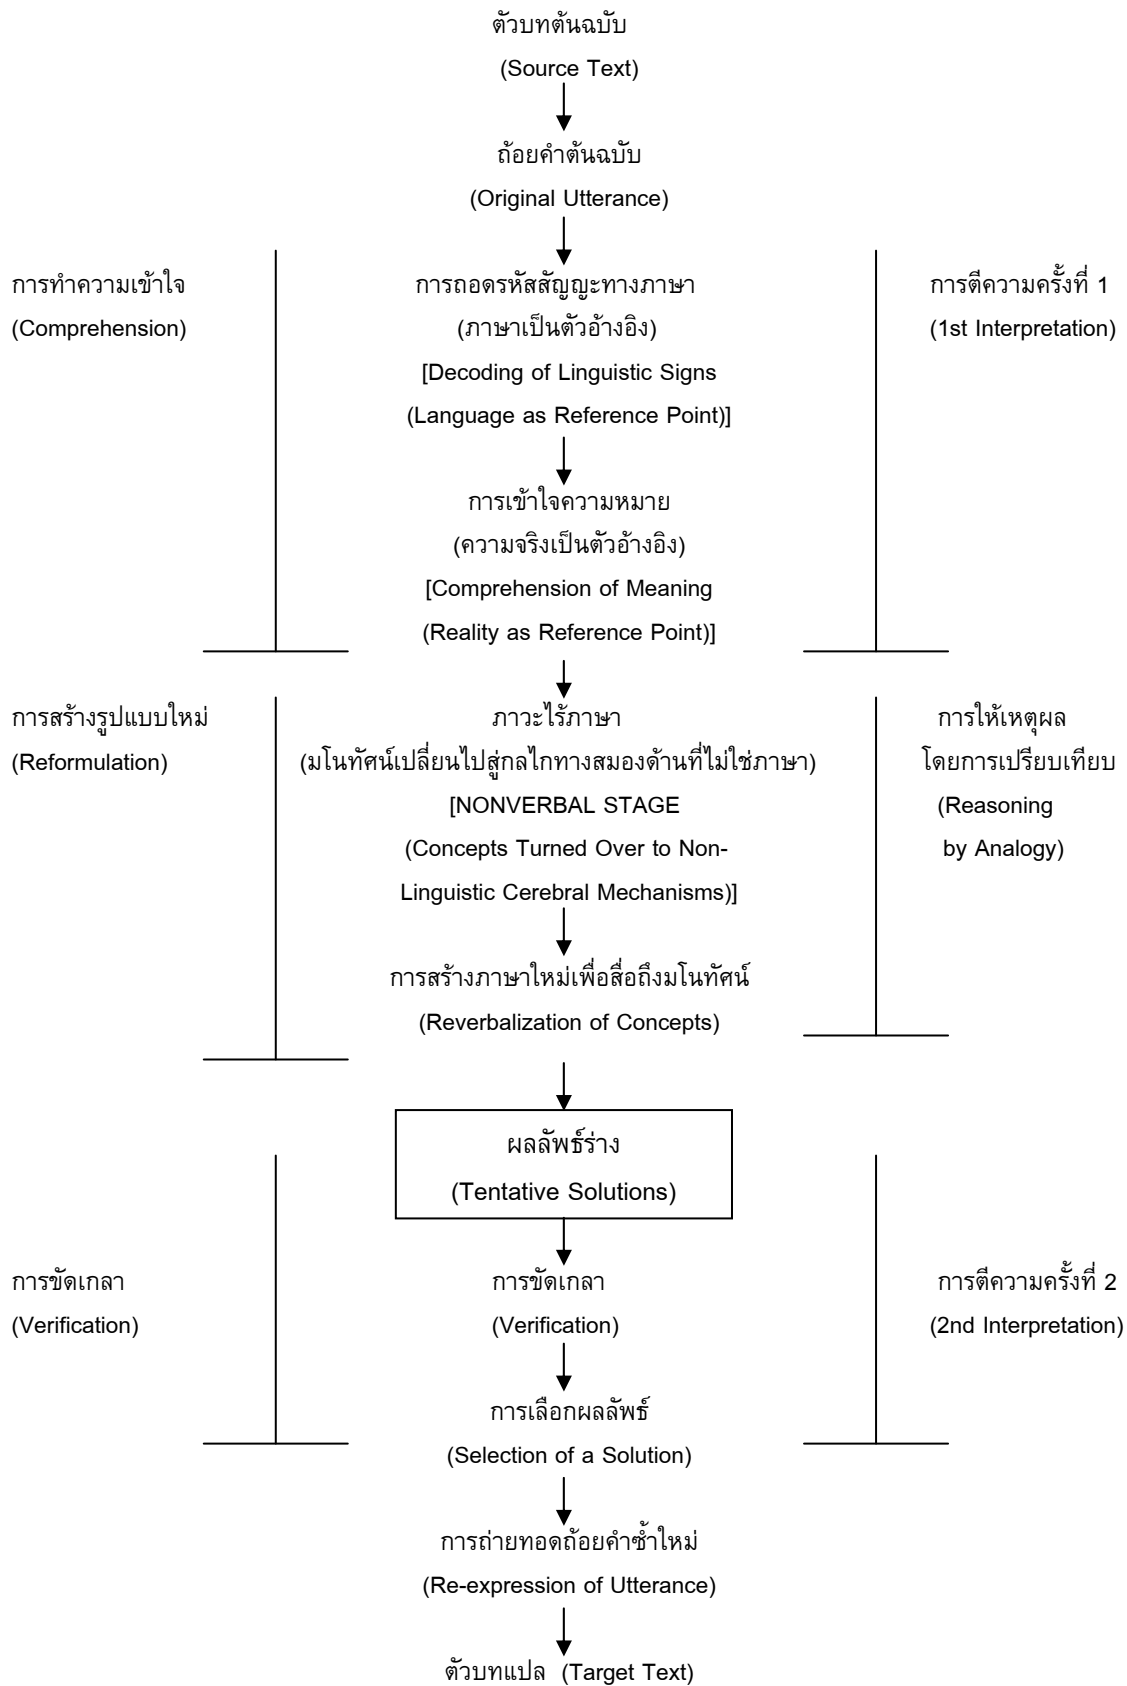 ตัวบทต้นฉบับ
(Source Text)
ถ้อยคำต้นฉบับ
(Original Utterance)
การทำความเข้าใจ
(Comprehension)
การถอดรหัสสัญญะทางภาษา
(ภาษาเป็นตัวอ้างอิง)
[Decoding of Linguistic Signs
(Language as Reference Point)]
การตีความครั้งที่ 1
(1st Interpretation)
การเข้าใจความหมาย
(ความจริงเป็นตัวอ้างอิง)
[Comprehension of Meaning
(Reality as Reference Point)]
การสร้างรูปแบบใหม่
(Reformulation)
ภาวะไร้ภาษา
(มโนทัศน์เปลี่ยนไปสู่กลไกทางสมองด้านที่ไม่ใช่ภาษา)
[NONVERBAL STAGE
(Concepts Turned Over to Non-
Linguistic Cerebral Mechanisms)]
การให้เหตุผล
โดยการเปรียบเทียบ
(Reasoning
by Analogy)
การสร้างภาษาใหม่เพื่อสื่อถึงมโนทัศน์
(Reverbalization of Concepts)
ผลลัพธ์ร่าง
(Tentative Solutions)
การขัดเกลา
(Verification)
การขัดเกลา
(Verification)
การตีความครั้งที่ 2
(2nd Interpretation)
การเลือกผลลัพธ์
(Selection of a Solution)
การถ่ายทอดถ้อยคำซ้ำใหม่
(Re-expression of Utterance)
ตัวบทแปล (Target Text)